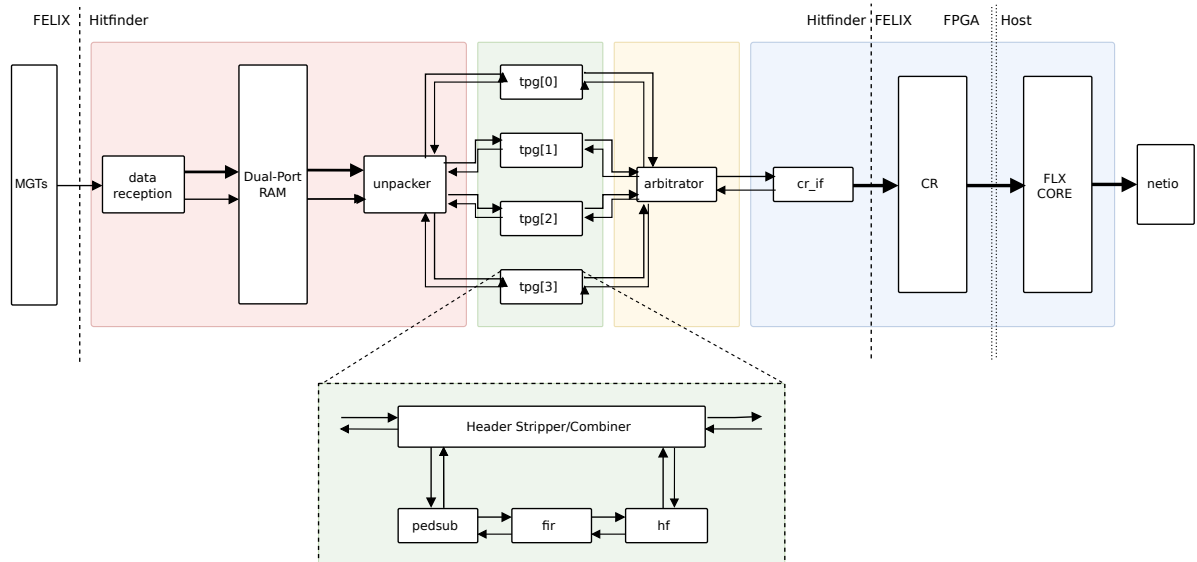 FELIX Hitfinder
Hitfinder FELIX FPGA Host
MGTs
data
reception
Dual-Port
RAM
unpacker
tpg[0]
tpg[1]
tpg[2]
tpg[3]
arbitrator
cr_if
CR
FLX
CORE
netio
Header Stripper/Combiner
pedsub
fir
hf